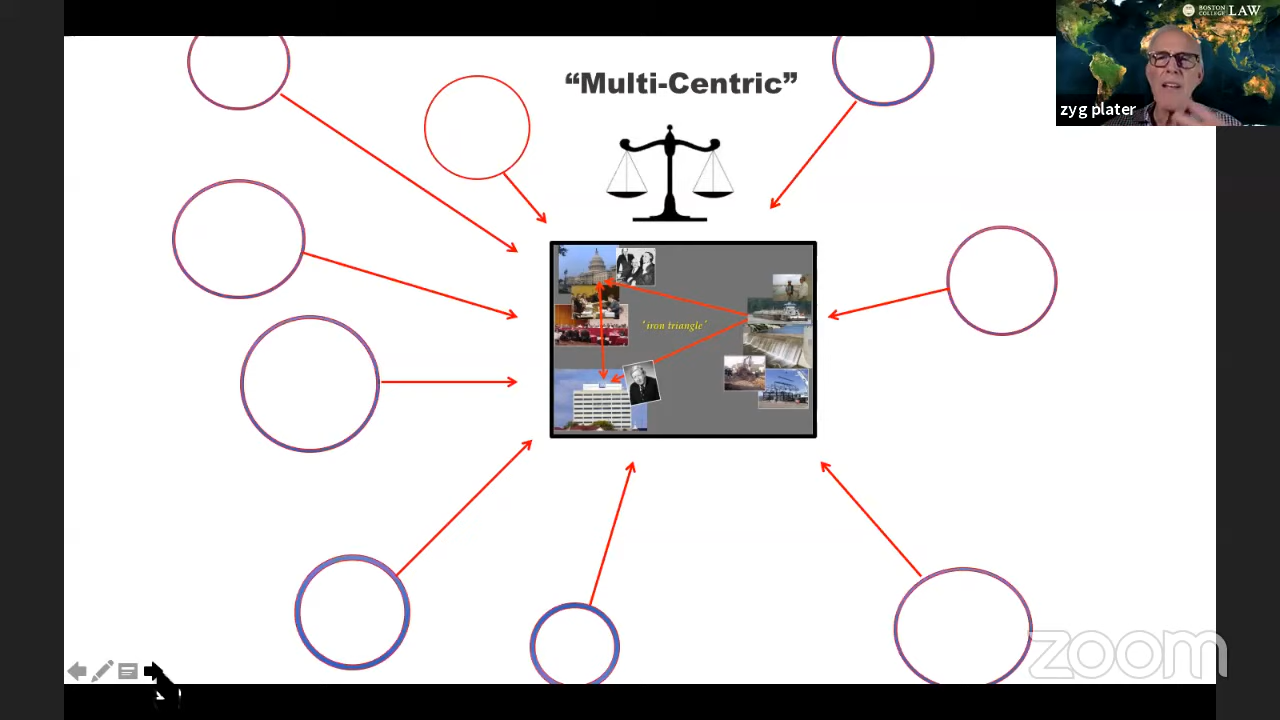 BOSTON
COLLEGE LAW
“Multi-Centric”
zyg plater
‘iron triangle’
zoom